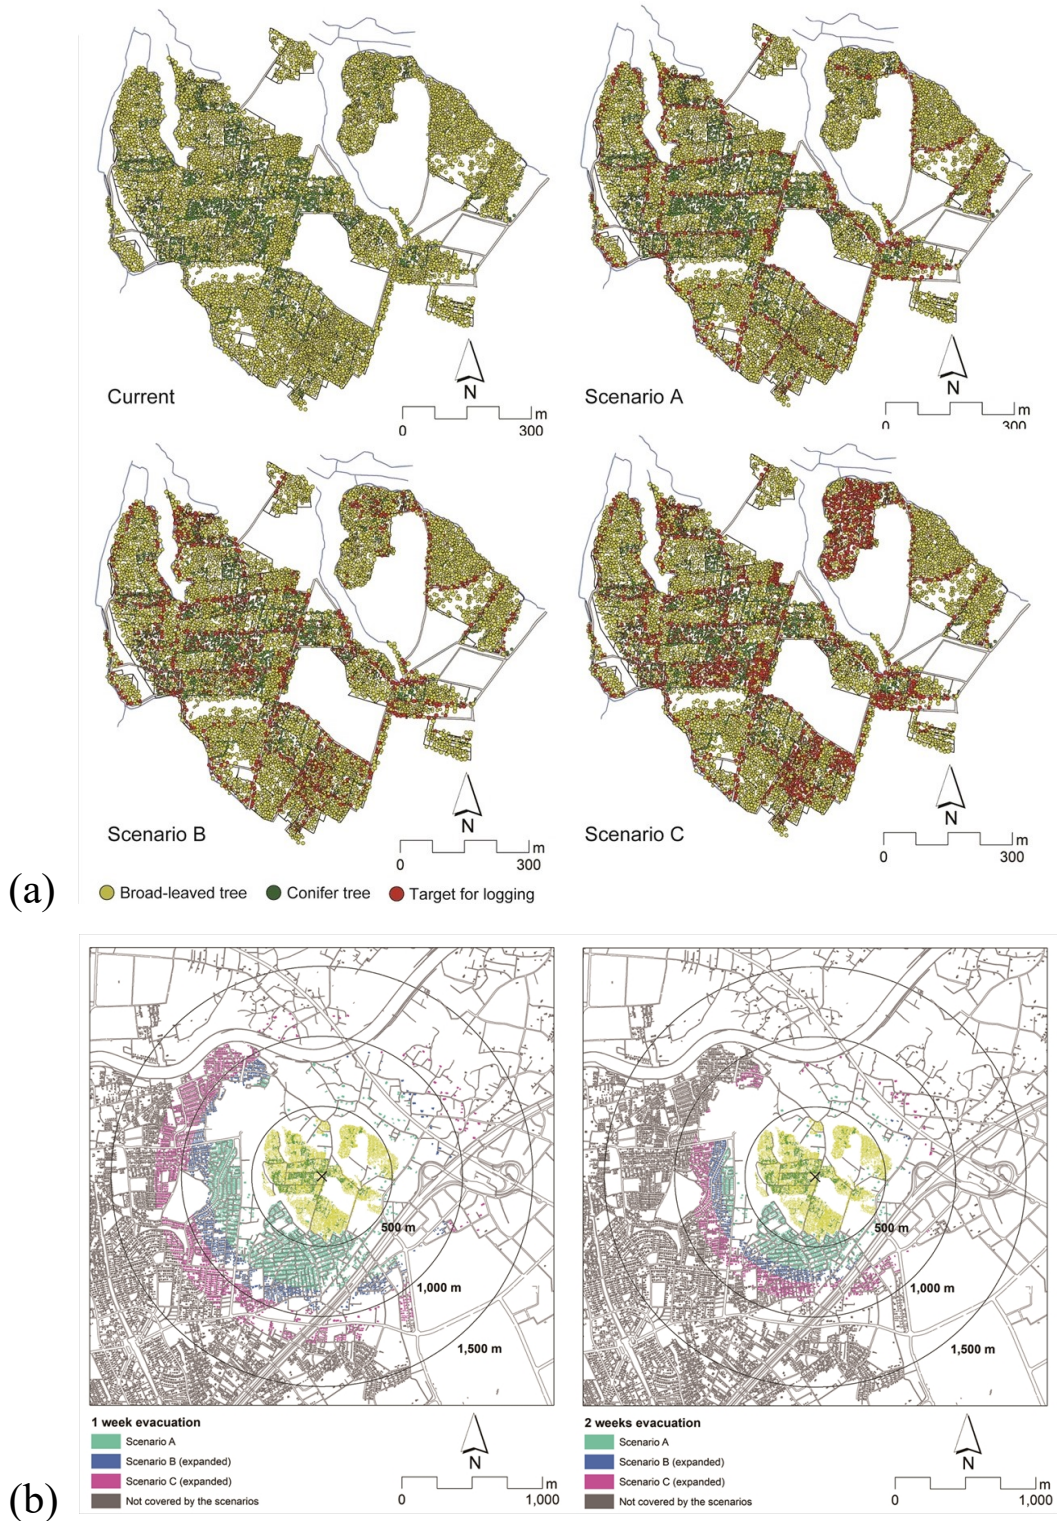 Current
N
m
0 300
Scenario A
N
m
0 300
Scenario B
N
m
0 300
Scenario C
N
m
0 300
(a)
Broad-leaved tree Conifer tree Target for logging
500 m
1,000 m
1,500 m
1 week evacuation
Scenario A
Scenario B (expanded)
Scenario C (expanded)
Not covered by the scenarios
N
m
0 1,000
500 m
1,000 m
1,500 m
2 weeks evacuation
Scenario A
Scenario B (expanded)
Scenario C (expanded)
Not covered by the scenarios
N
m
0 1,000
(b)